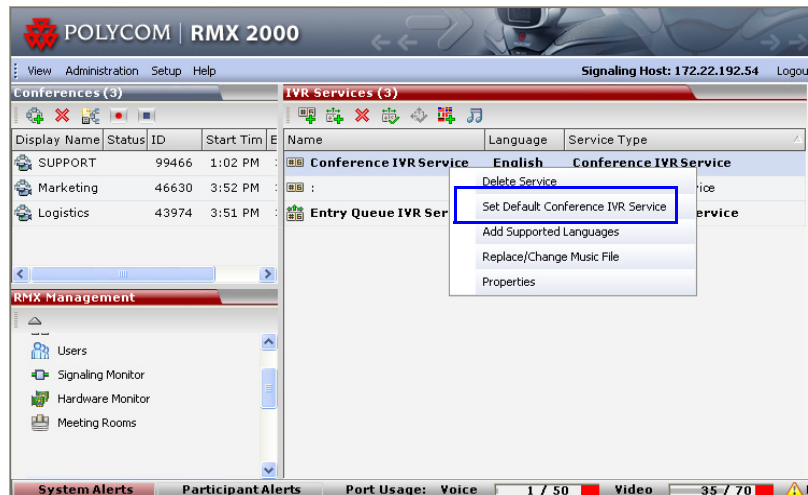 POLYCOM | RMX 2000
View Administration Setup Help Signaling Host: 172.22.192.54 Logou
Conferences (3)
Display Name Status ID Start Tim E
SUPPORT 99466 1:02 PM
Marketing 46630 3:52 PM
Logistics 43974 3:51 PM
IVR Services (3)
Name Language Service Type
Conference IVR Service English Conference IVR Service
:
Entry Queue IVR Ser ervice
Delete Service
Set Default Conference IVR Service
Add Supported Languages
Replace/Change Music File
Properties
RMX Management
Users
Signaling Monitor
Hardware Monitor
Meeting Rooms
System Alerts Participant Alerts Port Usage: Voice 1 / 50 Video 35 / 70